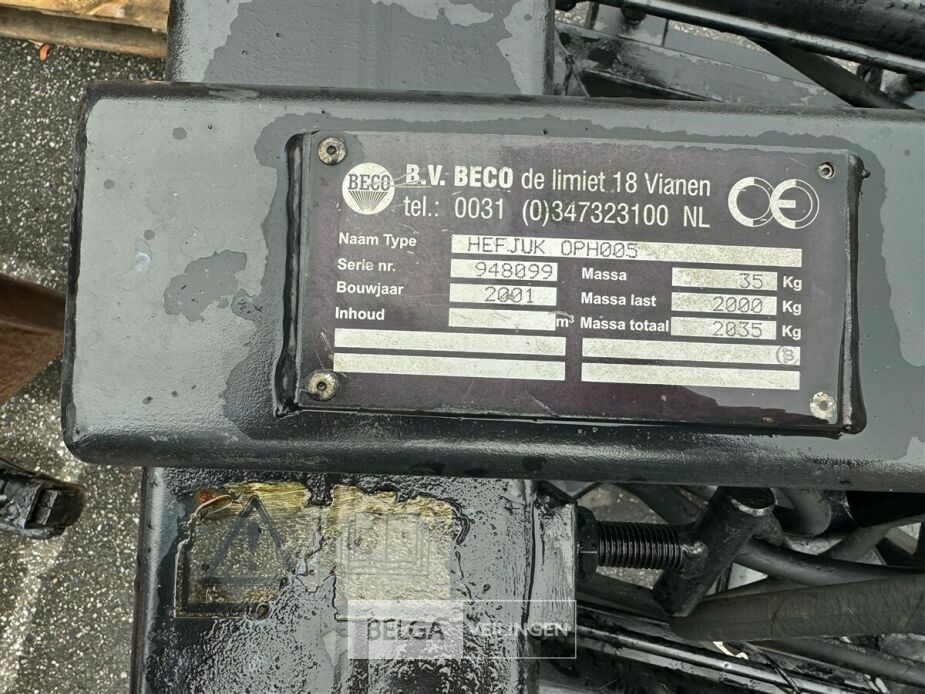 BECO B.V. BECO de limiet 18 Vianen CE
tel.: 0031 (0)347323100 NL
Naam Type HEFJUK OPH005
Serie nr. 948099 Massa 35 Kg
Bouwjaar 2001 Massa last 2000 Kg
Inhoud m³ Massa totaal 2035 Kg
BELGA VEILINGEN